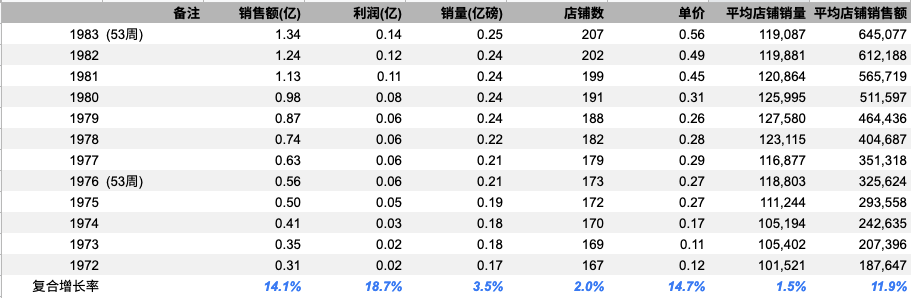 备注 销售额(亿) 利润(亿) 销量(亿磅) 店铺数 单价 平均店铺销量 平均店铺销售额
1983 (53周) 1.34 0.14 0.25 207 0.56 119,087 645,077
1982 1.24 0.12 0.24 202 0.49 119,881 612,188
1981 1.13 0.11 0.24 199 0.45 120,864 565,719
1980 0.98 0.08 0.24 191 0.31 125,995 511,597
1979 0.87 0.06 0.24 188 0.26 127,580 464,436
1978 0.74 0.06 0.22 182 0.28 123,115 404,687
1977 0.63 0.06 0.21 179 0.29 116,877 351,318
1976 (53周) 0.56 0.06 0.21 173 0.27 118,803 325,624
1975 0.50 0.05 0.19 172 0.27 111,244 293,558
1974 0.41 0.03 0.18 170 0.17 105,194 242,635
1973 0.35 0.02 0.18 169 0.11 105,402 207,396
1972 0.31 0.02 0.17 167 0.12 101,521 187,647
复合增长率 14.1% 18.7% 3.5% 2.0% 14.7% 1.5% 11.9%